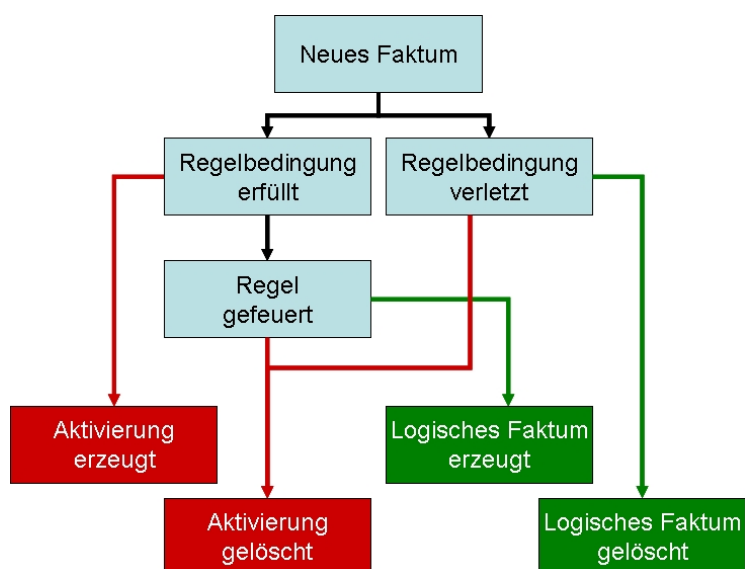 Neues Faktum
Regelbedingung
erfüllt
Regelbedingung
verletzt
Regel
gefeuert
Aktivierung
erzeugt
Logisches Faktum
erzeugt
Aktivierung
gelöscht
Logisches Faktum
gelöscht